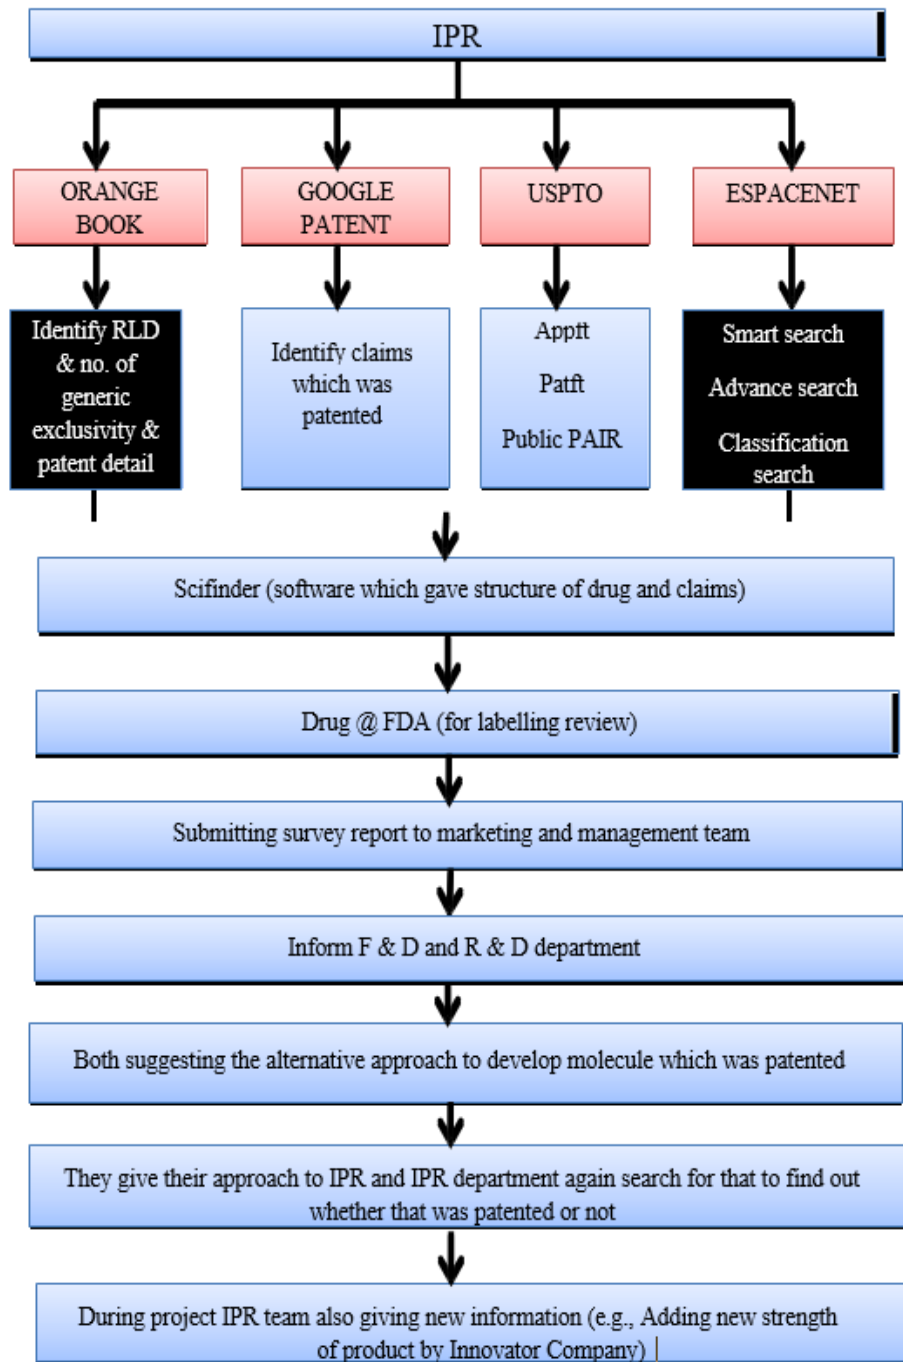 IPR
ORANGE
BOOK
GOOGLE
PATENT
USPTO
ESPACENET
Identify RLD
& no. of
generic
exclusivity &
patent detail
Identify claims
which was
patented
Appft
Patft
Public PAIR
Smart search
Advance search
Classification
search
Scifinder (software which gave structure of drug and claims)
Drug @ FDA (for labelling review)
Submitting survey report to marketing and management team
Inform F & D and R & D department
Both suggesting the alternative approach to develop molecule which was patented
They give their approach to IPR and IPR department again search for that to find out
whether that was patented or not
During project IPR team also giving new information (e.g., Adding new strength
of product by Innovator Company)